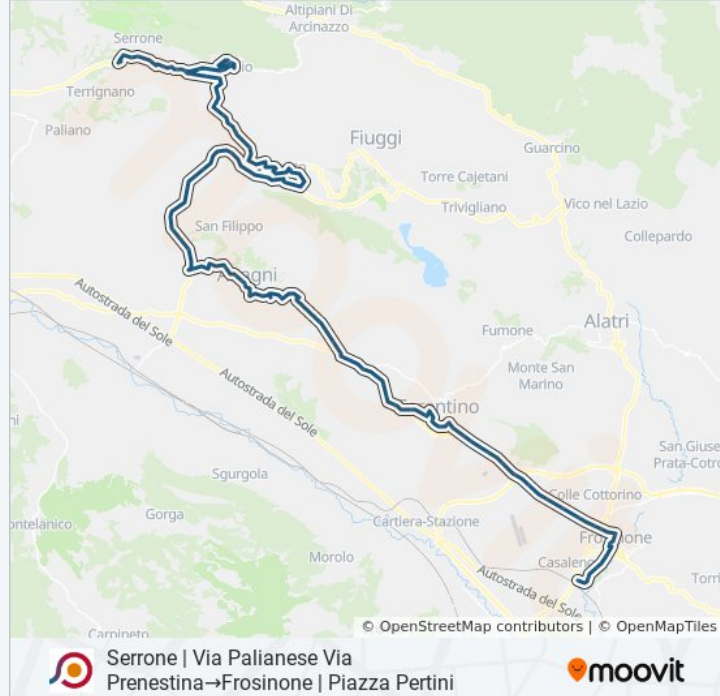 Altipiani Di
Arcinazzo
Serrone
Terrignano
Paliano
Fiuggi
Guarcino
Torre Cajetani
Trivigliano
Vico nel Lazio
Collepardo
San Filippo
Autostrada del Sole
Fumone
Alatri
Monte San
Marino
Autostrada del Sole
San Giuse
Prata-Cotro
Sgurgola
Colle Cottorino
ontelanico
Gorga
Cartiera-Stazione
Morolo
Autostrada del Sole
Torri
Carpineto
© OpenStreetMap contributors | © OpenMapTiles
Serrone | Via Palianese Via
Prenestina→Frosinone | Piazza Pertini
moovit